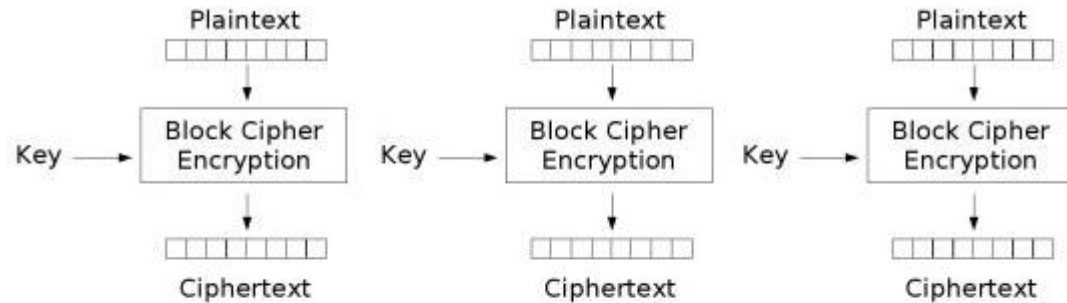 Plaintext Plaintext Plaintext
Key Block Cipher Encryption Key Block Cipher Encryption Key Block Cipher Encryption
Ciphertext Ciphertext Ciphertext